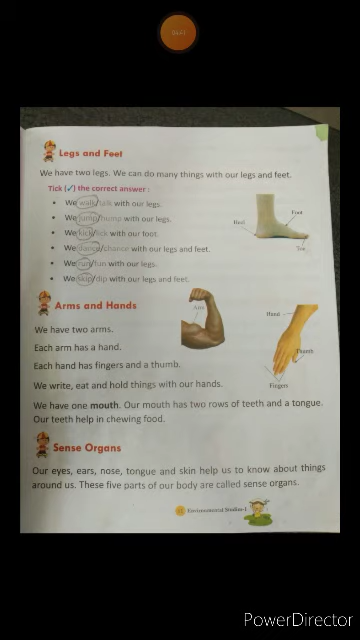 Legs and Feet
We have two legs. We can do many things with our legs and feet.
Tick (✓) the correct answer :
• We walk/talk with our legs.
• We jump/hump with our legs.
• We kick/lick with our foot.
• We dance/chance with our legs and feet.
• We run/fun with our legs.
• We skip/dip with our legs and feet.
Foot
Heel
Toe
Arms and Hands
Arm
Hand
We have two arms.
Each arm has a hand.
Thumb
Each hand has fingers and a thumb.
We write, eat and hold things with our hands.
Fingers
We have one mouth. Our mouth has two rows of teeth and a tongue.
Our teeth help in chewing food.
Sense Organs
Our eyes, ears, nose, tongue and skin help us to know about things
around us. These five parts of our body are called sense organs.
Environmental Studies-1
PowerDirector